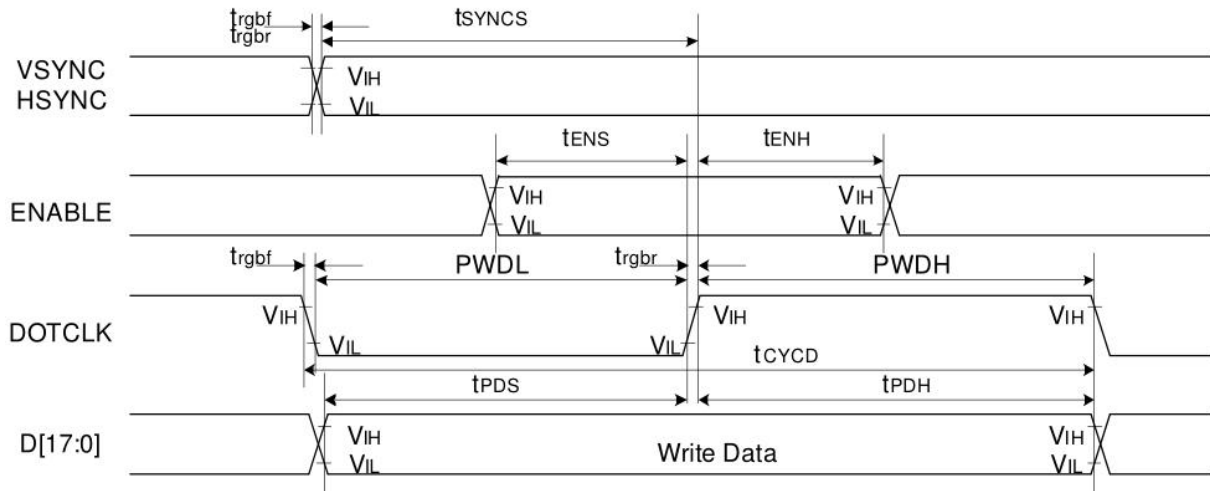 trgbf
trgbr
tSYNCS
VSYNC
HSYNC
VIH
VIL
tENS
tENH
ENABLE
VIH
VIL
VIH
VIL
trgbf
PWDL
trgbr
PWDH
DOTCLK
VIH
VIL
VIL
VIH
VIH
tCYCD
tPDS
tPDH
D[17:0]
VIH
VIL
Write Data
VIH
VIL